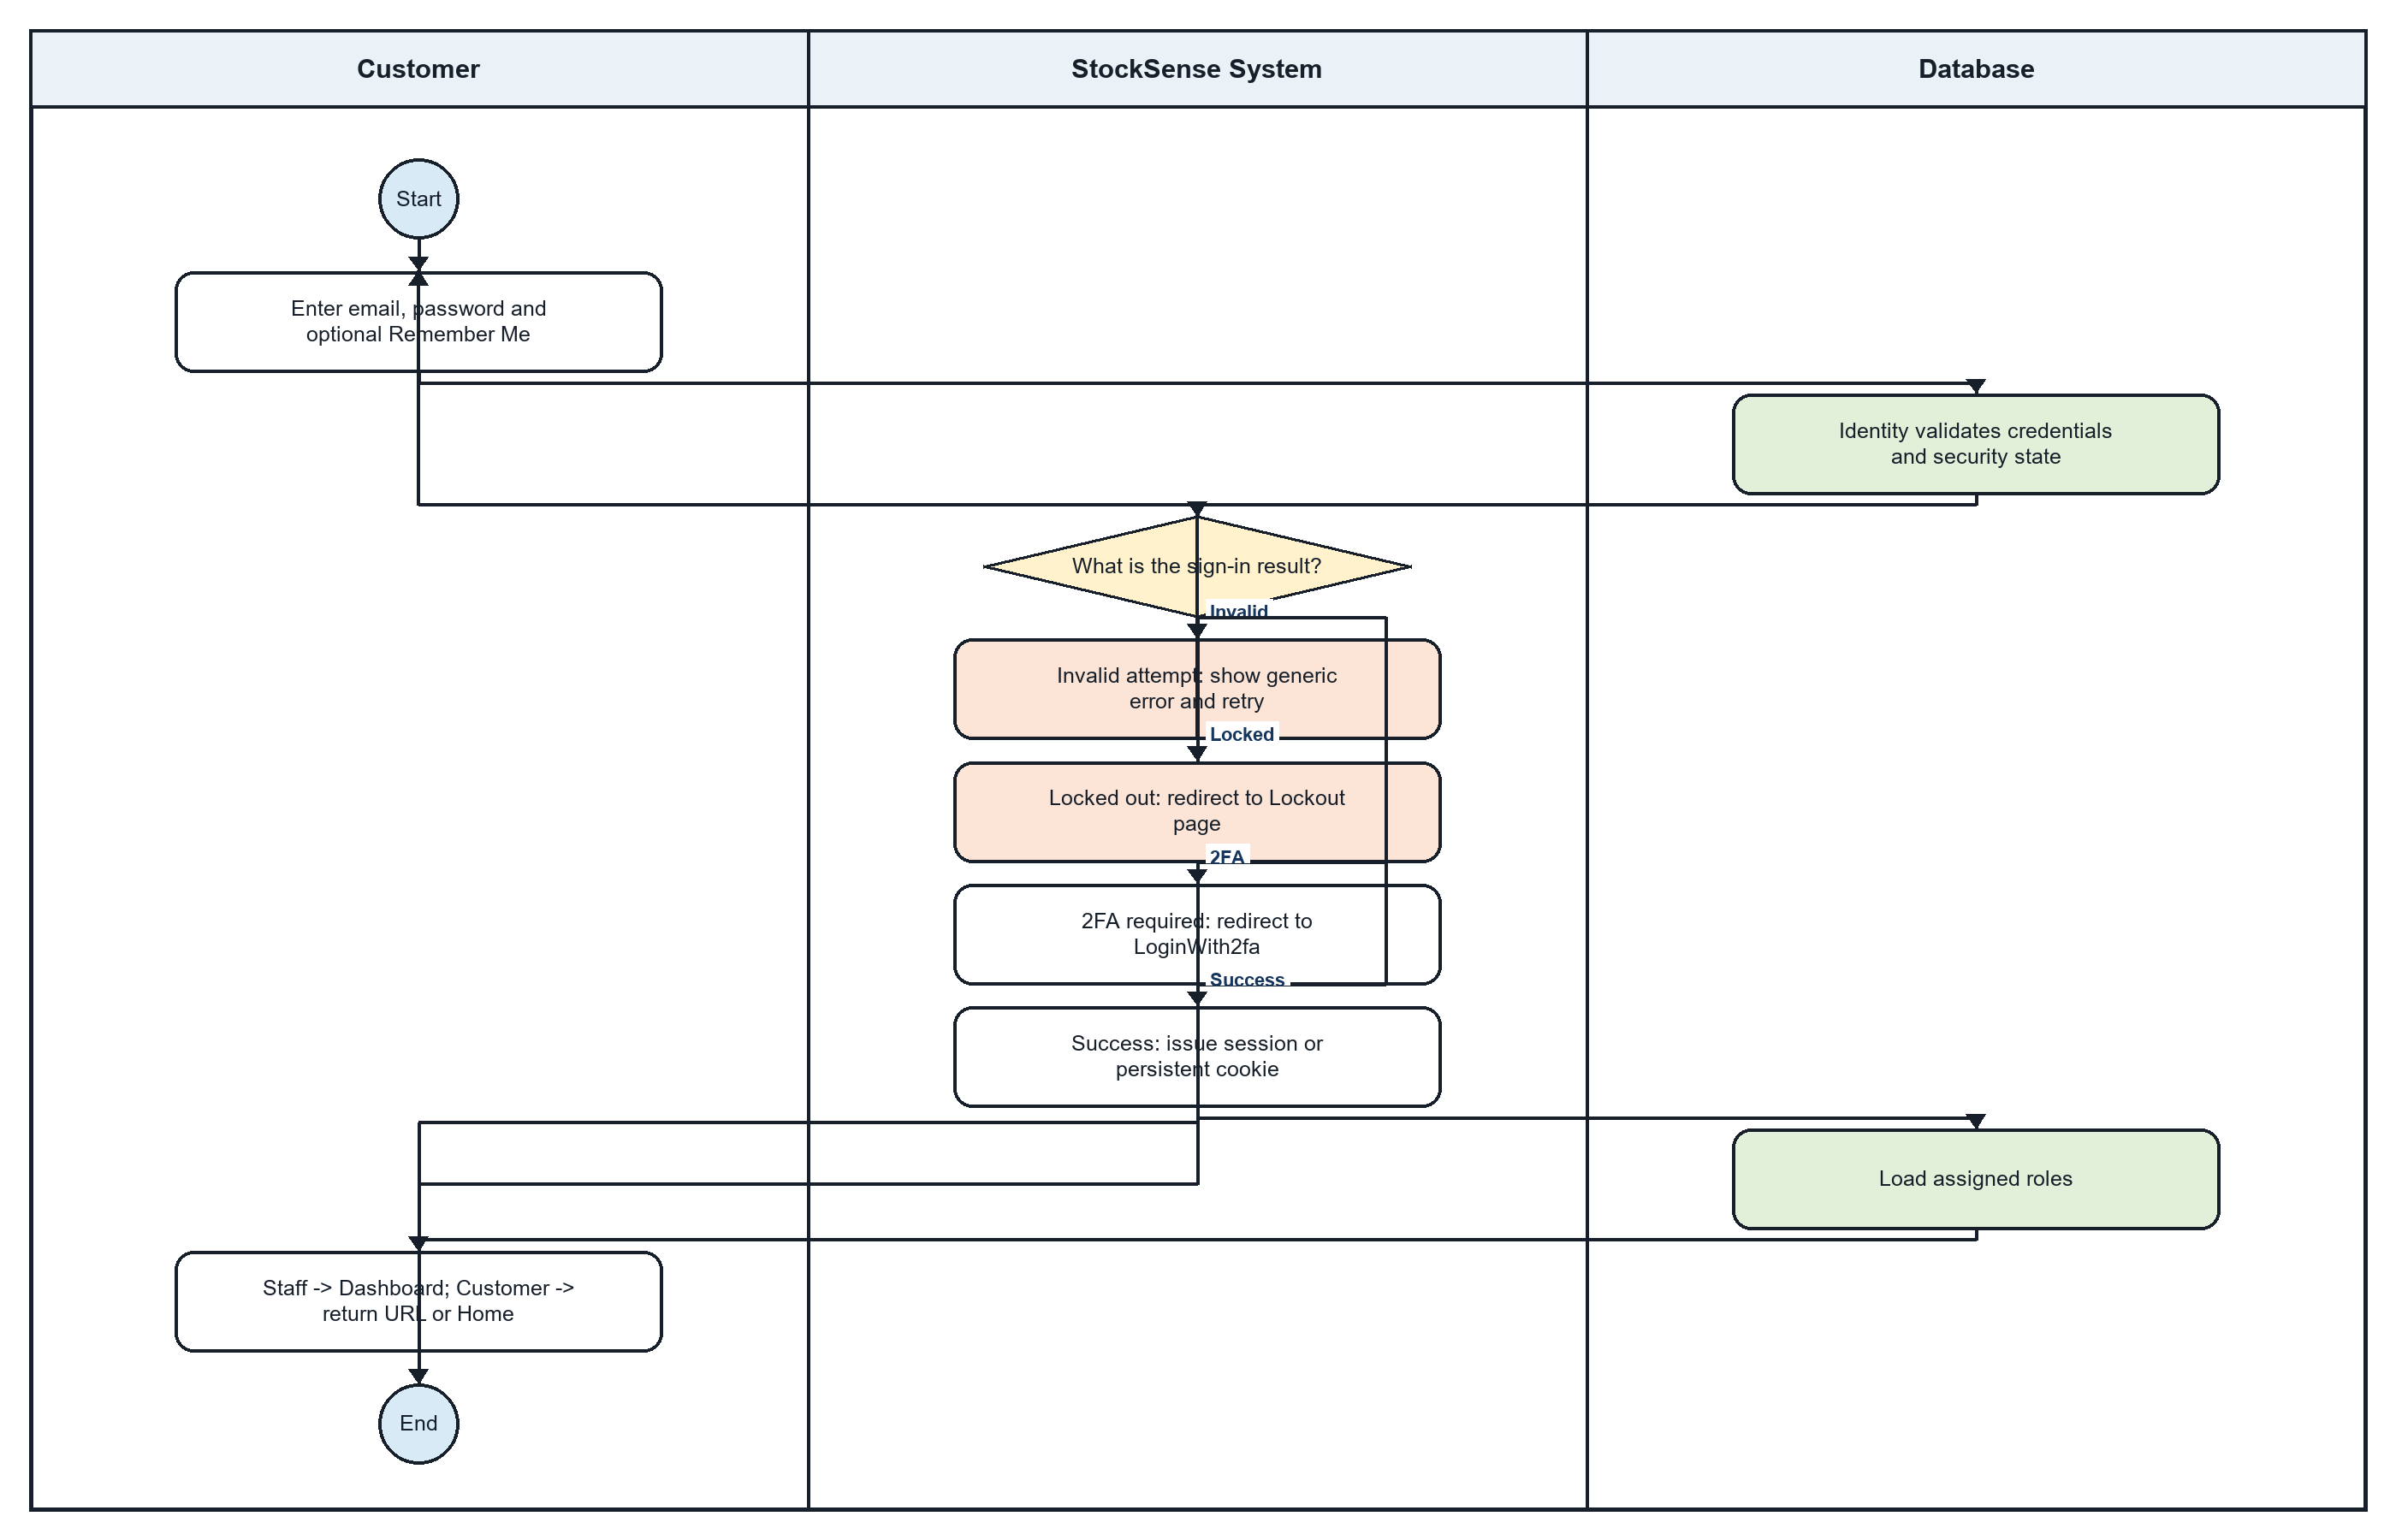 Customer
StockSense System
Database
Start
Enter email, password and
optional Remember Me
Identity validates credentials
and security state
What is the sign-in result?
Invalid
Invalid attempt: show generic
error and retry
Locked
Locked out: redirect to Lockout
page
2FA
2FA required: redirect to
LoginWith2fa
Success
Success: issue session or
persistent cookie
Load assigned roles
Staff -> Dashboard; Customer ->
return URL or Home
End